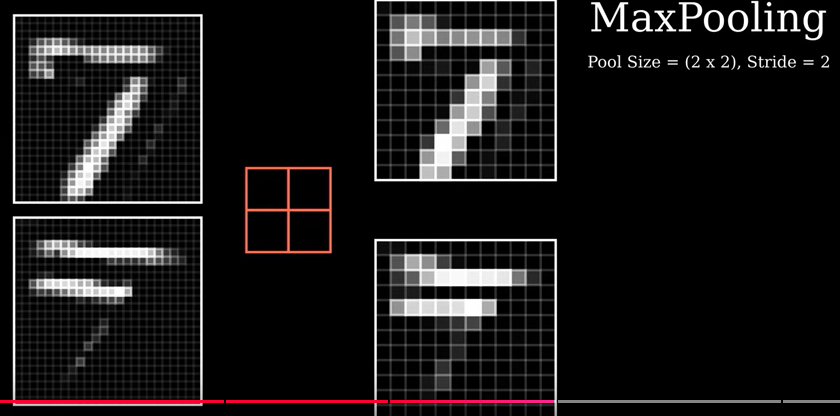 MaxPooling
Pool Size = (2 x 2), Stride = 2